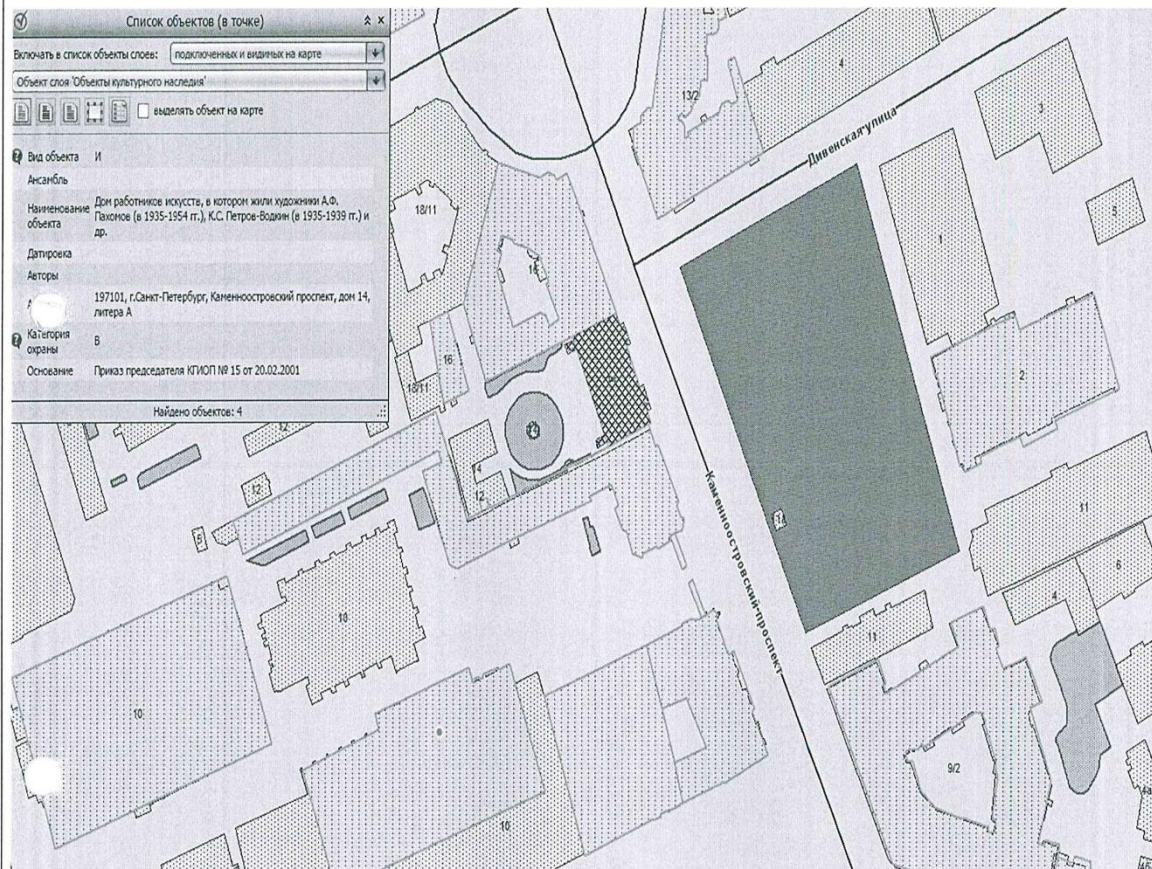 Список объектов (в точке)
Включать в список объекты слоев: подключенных и видимых на карте
Объект слоя 'Объекты культурного наследия'
выделять объект на карте
Вид объекта И
Ансамбль
Наименование объекта Дом работников искусств, в котором жили художники А.Ф.
Пахомов (в 1935-1954 гг.), К.С. Петров-Водкин (в 1935-1939 гг.) и
др.
Датировка
Авторы
197101, г.Санкт-Петербург, Каменноостровский проспект, дом 14,
литера А
Категория охраны В
Основание Приказ председателя КГИОП № 15 от 20.02.2001
Найдено объектов: 4
Дивенская улица
Каменноостровский проспект
4
13/2
3
5
1
18/11
16
16
18/11
2
12
14
12
12
11
6
4
11
10
10
10
9/2
4а